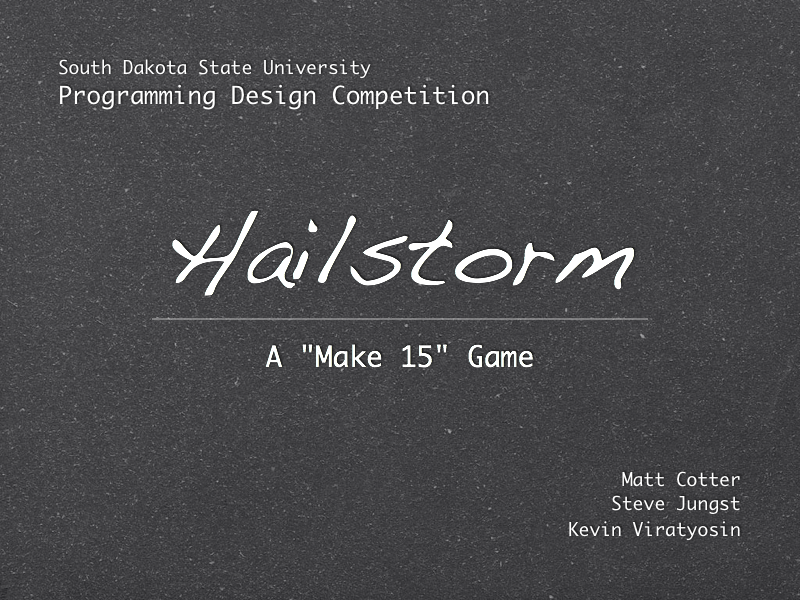 South Dakota State University
Programming Design Competition
Hailstorm
A "Make 15" Game
Matt Cotter
Steve Jungst
Kevin Viratyosin